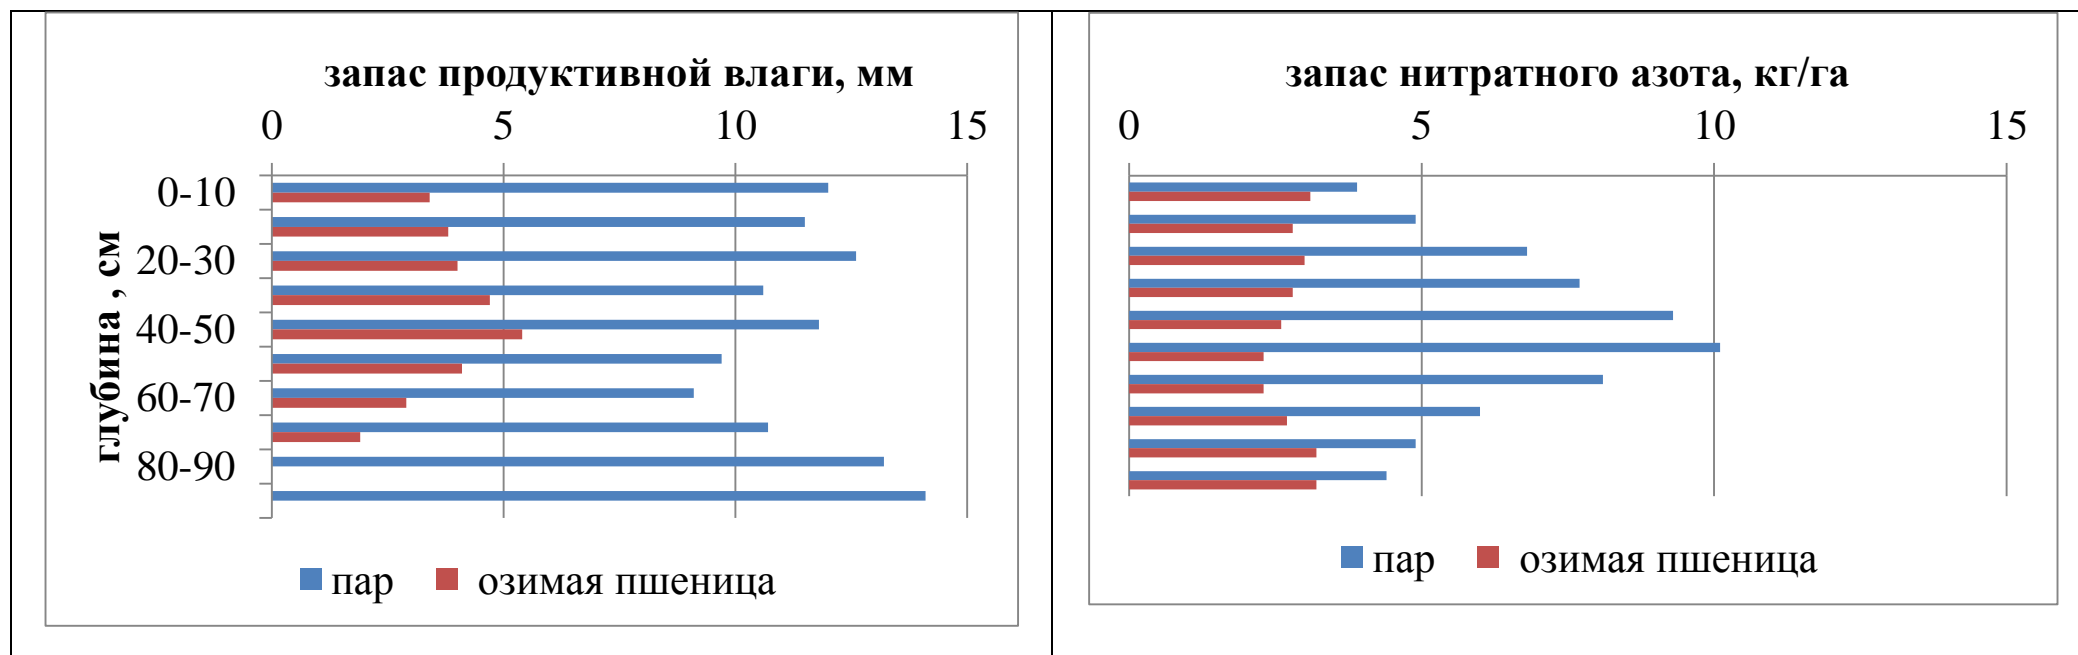 запас продуктивной влаги, мм
0 5 10 15
глубина , см
0-10
20-30
40-50
60-70
80-90
пар озимая пшеница
запас нитратного азота, кг/га
0 5 10 15
пар озимая пшеница